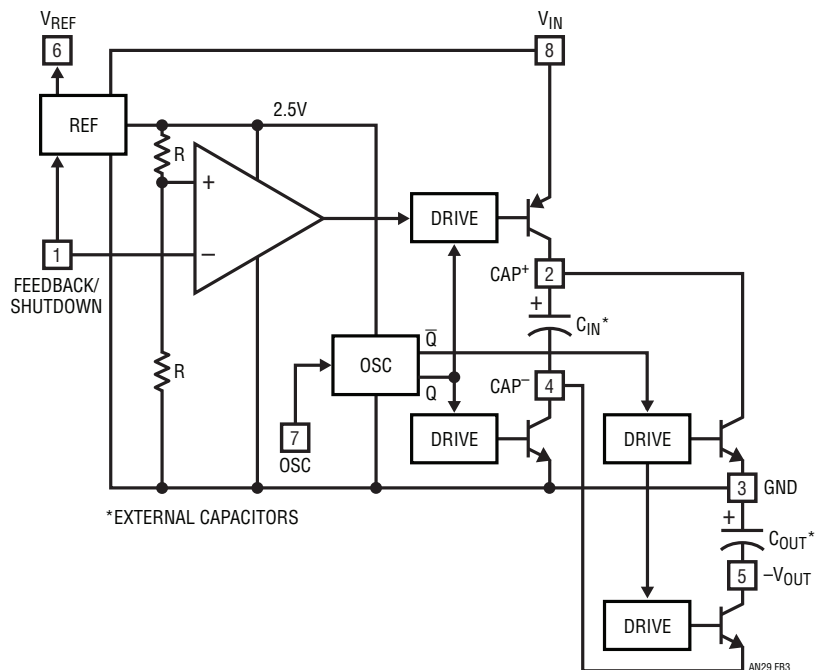 VREF
6
VIN
8
REF
2.5V
R
+
DRIVE
−
1
FEEDBACK/
SHUTDOWN
CAP+
2
+
CIN*
Q̅
OSC
R
Q
CAP−
4
7
OSC
DRIVE
DRIVE
3
GND
*EXTERNAL CAPACITORS
+
COUT*
5
–VOUT
DRIVE
AN29 FB3